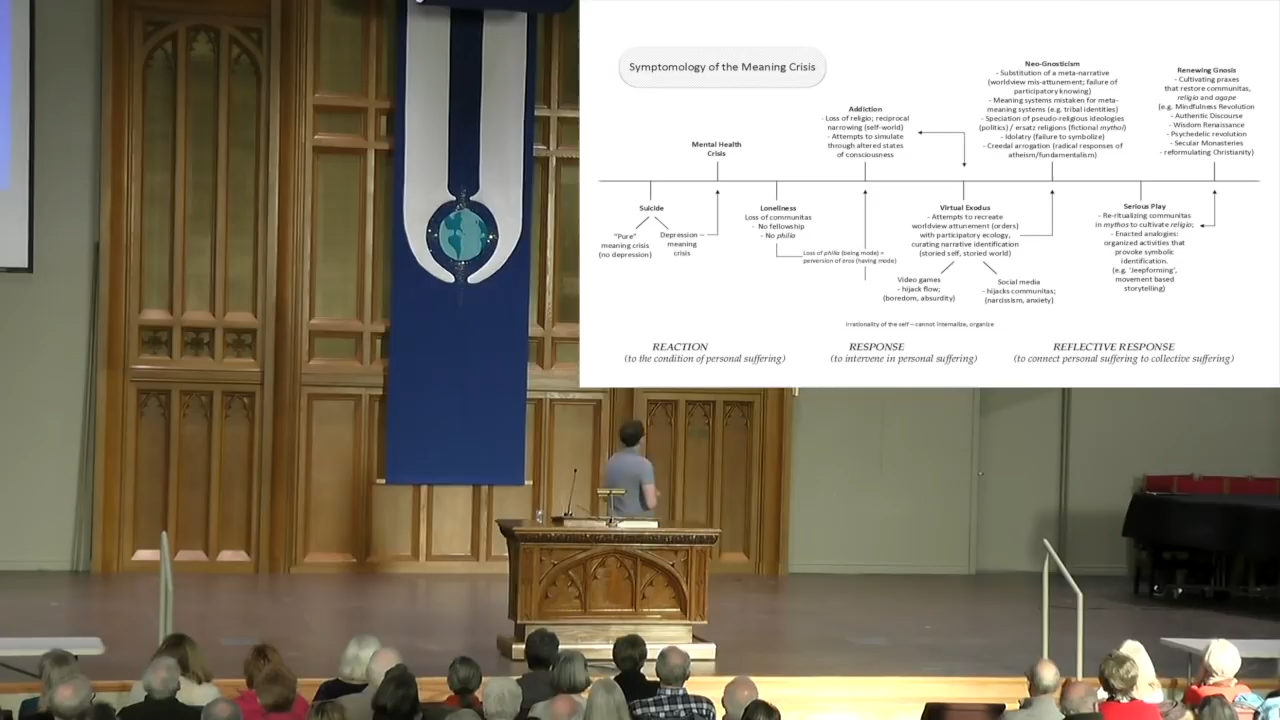 Symptomology of the Meaning Crisis
Mental Health
Crisis
Addiction
- Loss of religio; reciprocal
narrowing (self-world)
- Attempts to simulate
through altered states
of consciousness
Neo-Gnosticism
- Substitution of a meta-narrative
(worldview mis-attunement; failure of
participatory knowing)
- Meaning systems mistaken for meta-
meaning systems (e.g. tribal identities)
- Speciation of pseudo-religious ideologies
(politics) / ersatz religions (fictional mythoi)
- Idolatry (failure to symbolize)
- Creedal arrogation (radical responses of
atheism/fundamentalism)
Renewing Gnosis
- Cultivating praxes
that restore communitas,
religio and agape
(e.g. Mindfulness Revolution
- Authentic Discourse
- Wisdom Renaissance
- Psychedelic revolution
- Secular Monasteries
- reformulating Christianity)
Suicide
"Pure"
meaning crisis
(no depression)
Depression –
meaning
crisis
Loneliness
Loss of communitas
- No fellowship
- No philia
Loss of philia (being mode) =
perversion of eros (having mode)
Virtual Exodus
- Attempts to recreate
worldview attunement (orders)
with participatory ecology,
curating narrative identification
(storied self, storied world)
Video games
- hijack flow;
(boredom, absurdity)
Social media
- hijacks communitas;
(narcissism, anxiety)
Serious Play
- Re-ritualizing communitas
in mythos to cultivate religio;
- Enacted analogies:
organized activities that
provoke symbolic
identification.
(e.g. 'Jeepforming',
movement based
storytelling)
Irrationality of the self – cannot internalize, organize
REACTION
(to the condition of personal suffering)
RESPONSE
(to intervene in personal suffering)
REFLECTIVE RESPONSE
(to connect personal suffering to collective suffering)